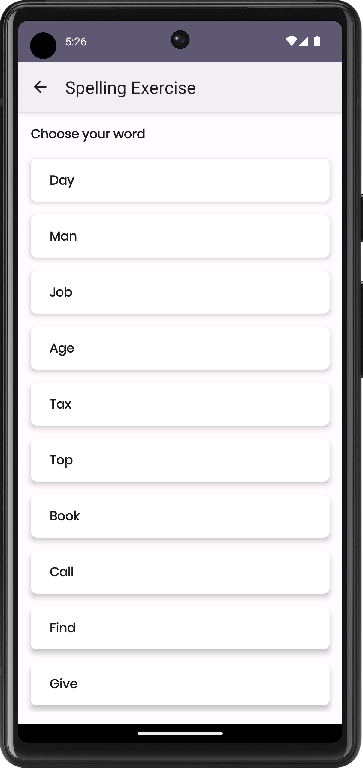 5:26
Spelling Exercise
Choose your word
Day
Man
Job
Age
Tax
Top
Book
Call
Find
Give